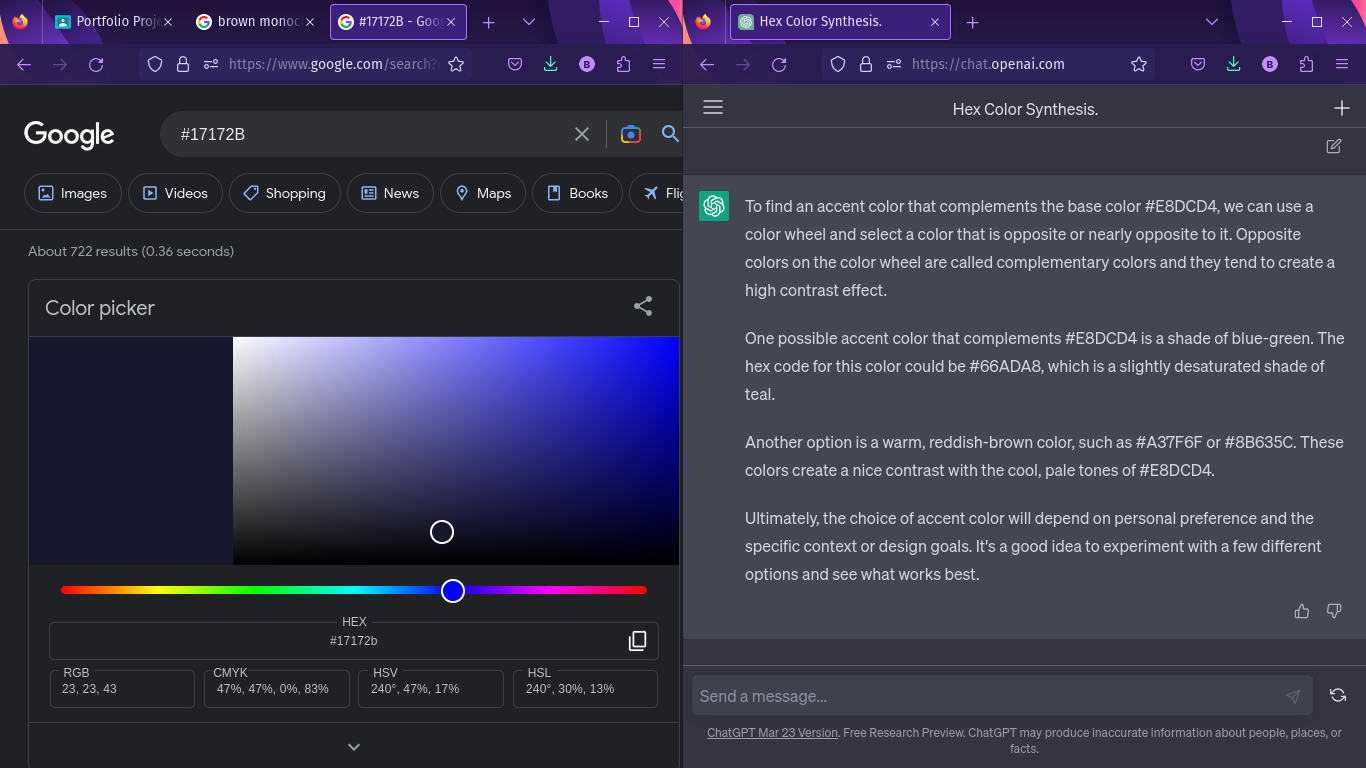 Portfolio Proj
brown monoc
#17172B - Goo
https://www.google.com/search?
Google
#17172B
Images
Videos
Shopping
News
Maps
Books
Flig
About 722 results (0.36 seconds)
Color picker
HEX
#17172b
RGB
23, 23, 43
CMYK
47%, 47%, 0%, 83%
HSV
240°, 47%, 17%
HSL
240°, 30%, 13%
Hex Color Synthesis.
https://chat.openai.com
B
B
Hex Color Synthesis.
To find an accent color that complements the base color #E8DCD4, we can use a
color wheel and select a color that is opposite or nearly opposite to it. Opposite
colors on the color wheel are called complementary colors and they tend to create a
high contrast effect.
One possible accent color that complements #E8DCD4 is a shade of blue-green. The
hex code for this color could be #66ADA8, which is a slightly desaturated shade of
teal.
Another option is a warm, reddish-brown color, such as #A37F6F or #8B635C. These
colors create a nice contrast with the cool, pale tones of #E8DCD4.
Ultimately, the choice of accent color will depend on personal preference and the
specific context or design goals. It's a good idea to experiment with a few different
options and see what works best.
Send a message...
ChatGPT Mar 23 Version. Free Research Preview. ChatGPT may produce inaccurate information about people, places, or
facts.